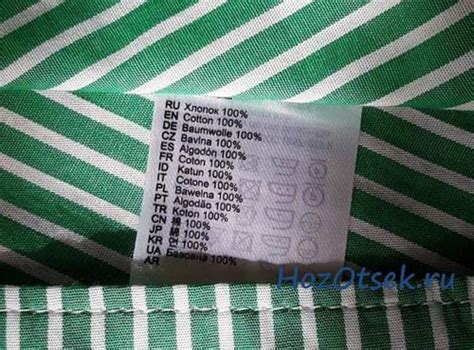 RU Хлопок 100%
EN Cotton 100%
DE Baumwolle 100%
CZ Bavlna 100%
ES Algodón 100%
FR Coton 100%
ID Katun 100%
IT Cotone 100%
PL Bawełna 100%
PT Algodão 100%
TR Koton 100%
CN 棉 100%
JP 綿 100%
KR 면 100%
UA Бавовна 100%
AR
HozOtsek.ru